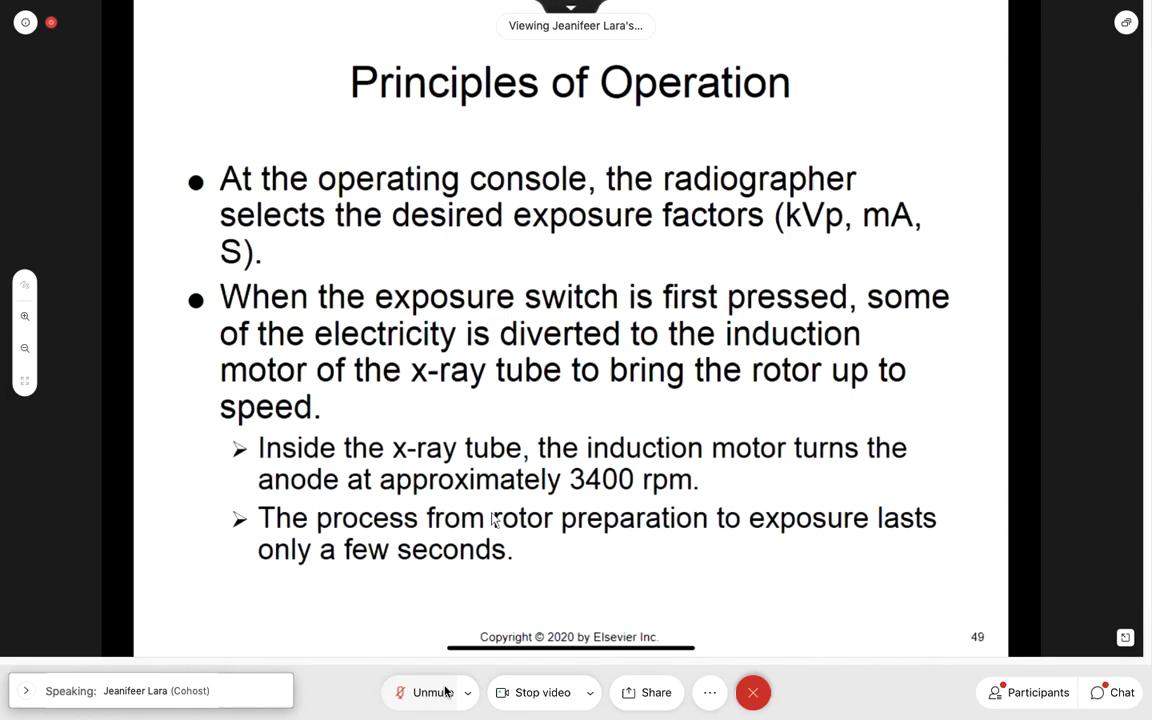 Viewing Jeanifeer Lara's...
Principles of Operation
At the operating console, the radiographer
selects the desired exposure factors (kVp, mA,
S).
When the exposure switch is first pressed, some
of the electricity is diverted to the induction
motor of the x-ray tube to bring the rotor up to
speed.
Inside the x-ray tube, the induction motor turns the
anode at approximately 3400 rpm.
The process from rotor preparation to exposure lasts
only a few seconds.
Copyright © 2020 by Elsevier Inc.
49
Speaking: Jeanifeer Lara (Cohost)
Unmute
Stop video
Share
Participants
Chat